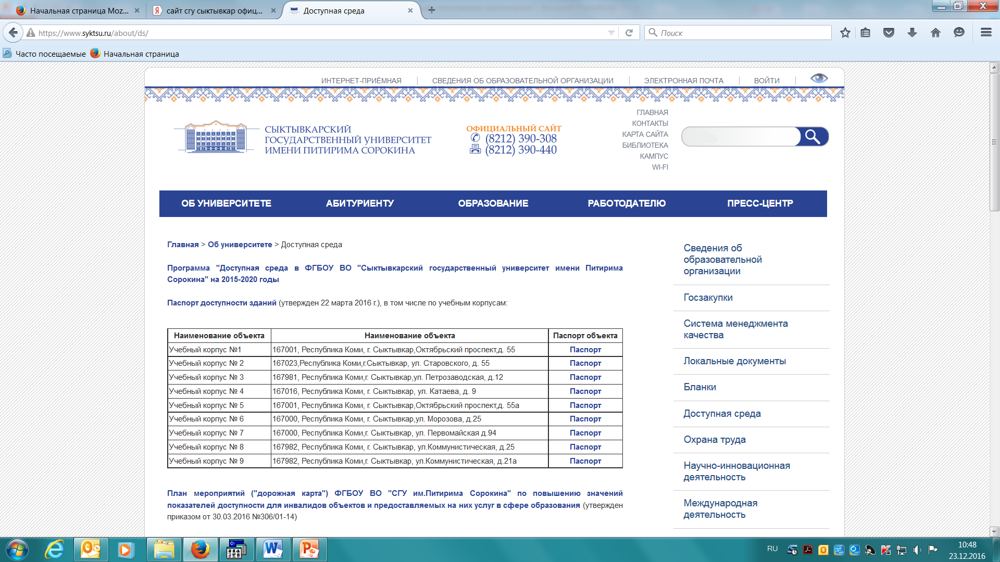 Начальная страница Moz...
сайт сгу сыктывкар офиц...
Доступная среда
https://www.syktsu.ru/about/ds/
Поиск
Часто посещаемые
Начальная страница
ИНТЕРНЕТ-ПРИЁМНАЯ
СВЕДЕНИЯ ОБ ОБРАЗОВАТЕЛЬНОЙ ОРГАНИЗАЦИИ
ЭЛЕКТРОННАЯ ПОЧТА
ВОЙТИ
СЫКТЫВКАРСКИЙ
ГОСУДАРСТВЕННЫЙ УНИВЕРСИТЕТ
ИМЕНИ ПИТИРИМА СОРОКИНА
ОФИЦИАЛЬНЫЙ САЙТ
(8212) 390-308
(8212) 390-440
ГЛАВНАЯ
КОНТАКТЫ
КАРТА САЙТА
БИБЛИОТЕКА
КАМПУС
WI-FI
ОБ УНИВЕРСИТЕТЕ
АБИТУРИЕНТУ
ОБРАЗОВАНИЕ
РАБОТОДАТЕЛЮ
ПРЕСС-ЦЕНТР
Главная > Об университете > Доступная среда
Программа "Доступная среда в ФГБОУ ВО "Сыктывкарский государственный университет имени Питирима
Сорокина" на 2015-2020 годы
Паспорт доступности зданий (утвержден 22 марта 2016 г.), в том числе по учебным корпусам:
Наименование объекта Наименование объекта Паспорт объекта
Учебный корпус №1 167001, Республика Коми, г. Сыктывкар,Октябрьский проспект,д. 55 Паспорт
Учебный корпус № 2 167023,Республика Коми,г.Сыктывкар, ул. Старовского, д. 55 Паспорт
Учебный корпус № 3 167981, Республика Коми,г. Сыктывкар,ул. Петрозаводская, д.12 Паспорт
Учебный корпус № 4 167016, Республика Коми, г. Сыктывкар, ул. Катаева, д. 9 Паспорт
Учебный корпус № 5 167001, Республика Коми, г. Сыктывкар,Октябрьский проспект,д. 55а Паспорт
Учебный корпус № 6 167000, Республика Коми, г. Сыктывкар,ул. Морозова, д.25 Паспорт
Учебный корпус № 7 167000, Республика Коми,г. Сыктывкар, ул. Первомайская д.94 Паспорт
Учебный корпус № 8 167982, Республика Коми, г. Сыктывкар, ул.Коммунистическая, д.25 Паспорт
Учебный корпус № 9 167982, Республика Коми,г. Сыктывкар, ул.Коммунистическая, д.21а Паспорт
План мероприятий ("дорожная карта") ФГБОУ ВО "СГУ им.Питирима Сорокина" по повышению значений
показателей доступности для инвалидов объектов и предоставляемых на них услуг в сфере образования (утвержден
приказом от 30.03.2016 №306/01-14)
Сведения об
образовательной
организации
Госзакупки
Система менеджмента
качества
Локальные документы
Бланки
Доступная среда
Охрана труда
Научно-инновационная
деятельность
Международная
деятельность
RU
10:48
23.12.2016